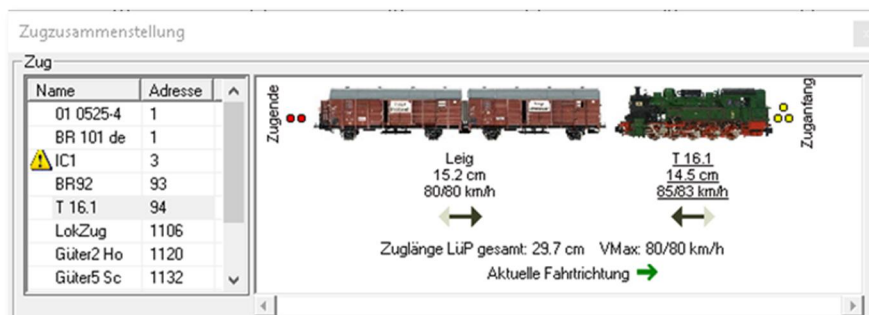 Zugzusammenstellung
Zug
Name Adresse
01 0525-4 1
BR 101 de 1
IC1 3
BR92 93
T 16.1 94
LokZug 1106
Güter2 Ho 1120
Güter5 Sc 1132
Zugende
Zuganfang
Leig
15.2 cm
80/80 km/h
T 16.1
14.5 cm
85/83 km/h
Zuglänge LüP gesamt: 29.7 cm VMax: 80/80 km/h
Aktuelle Fahrtrichtung